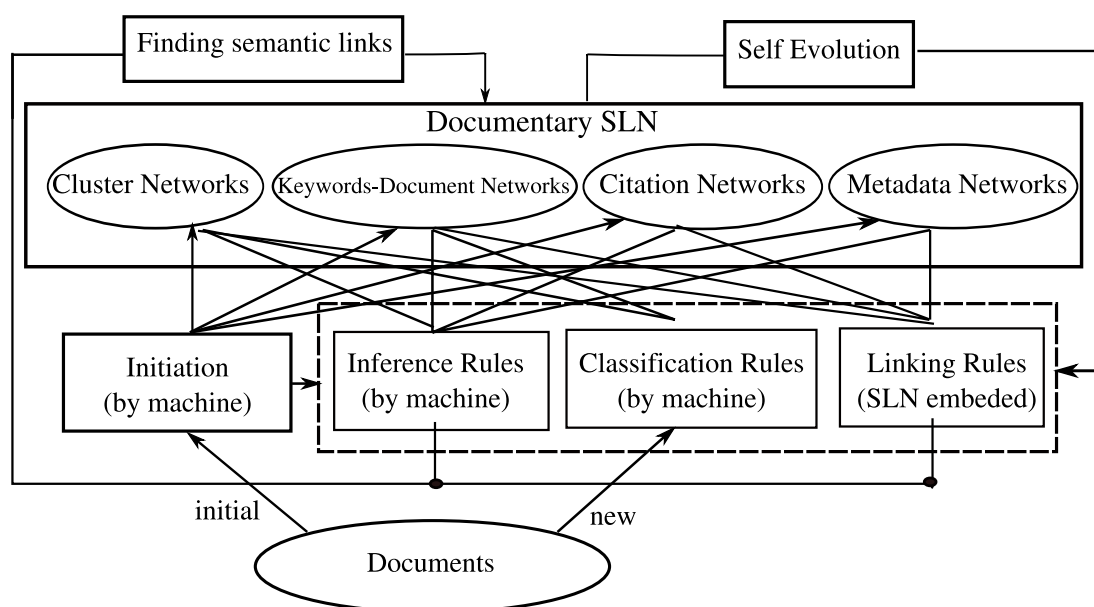 Finding semantic links
Self Evolution
Documentary SLN
Cluster Networks
Keywords-Document Networks
Citation Networks
Metadada Networks
Initiation
(by machine)
Inference Rules
(by machine)
Classification Rules
(by machine)
Linking Rules
(SLN embeded)
initial
new
Documents